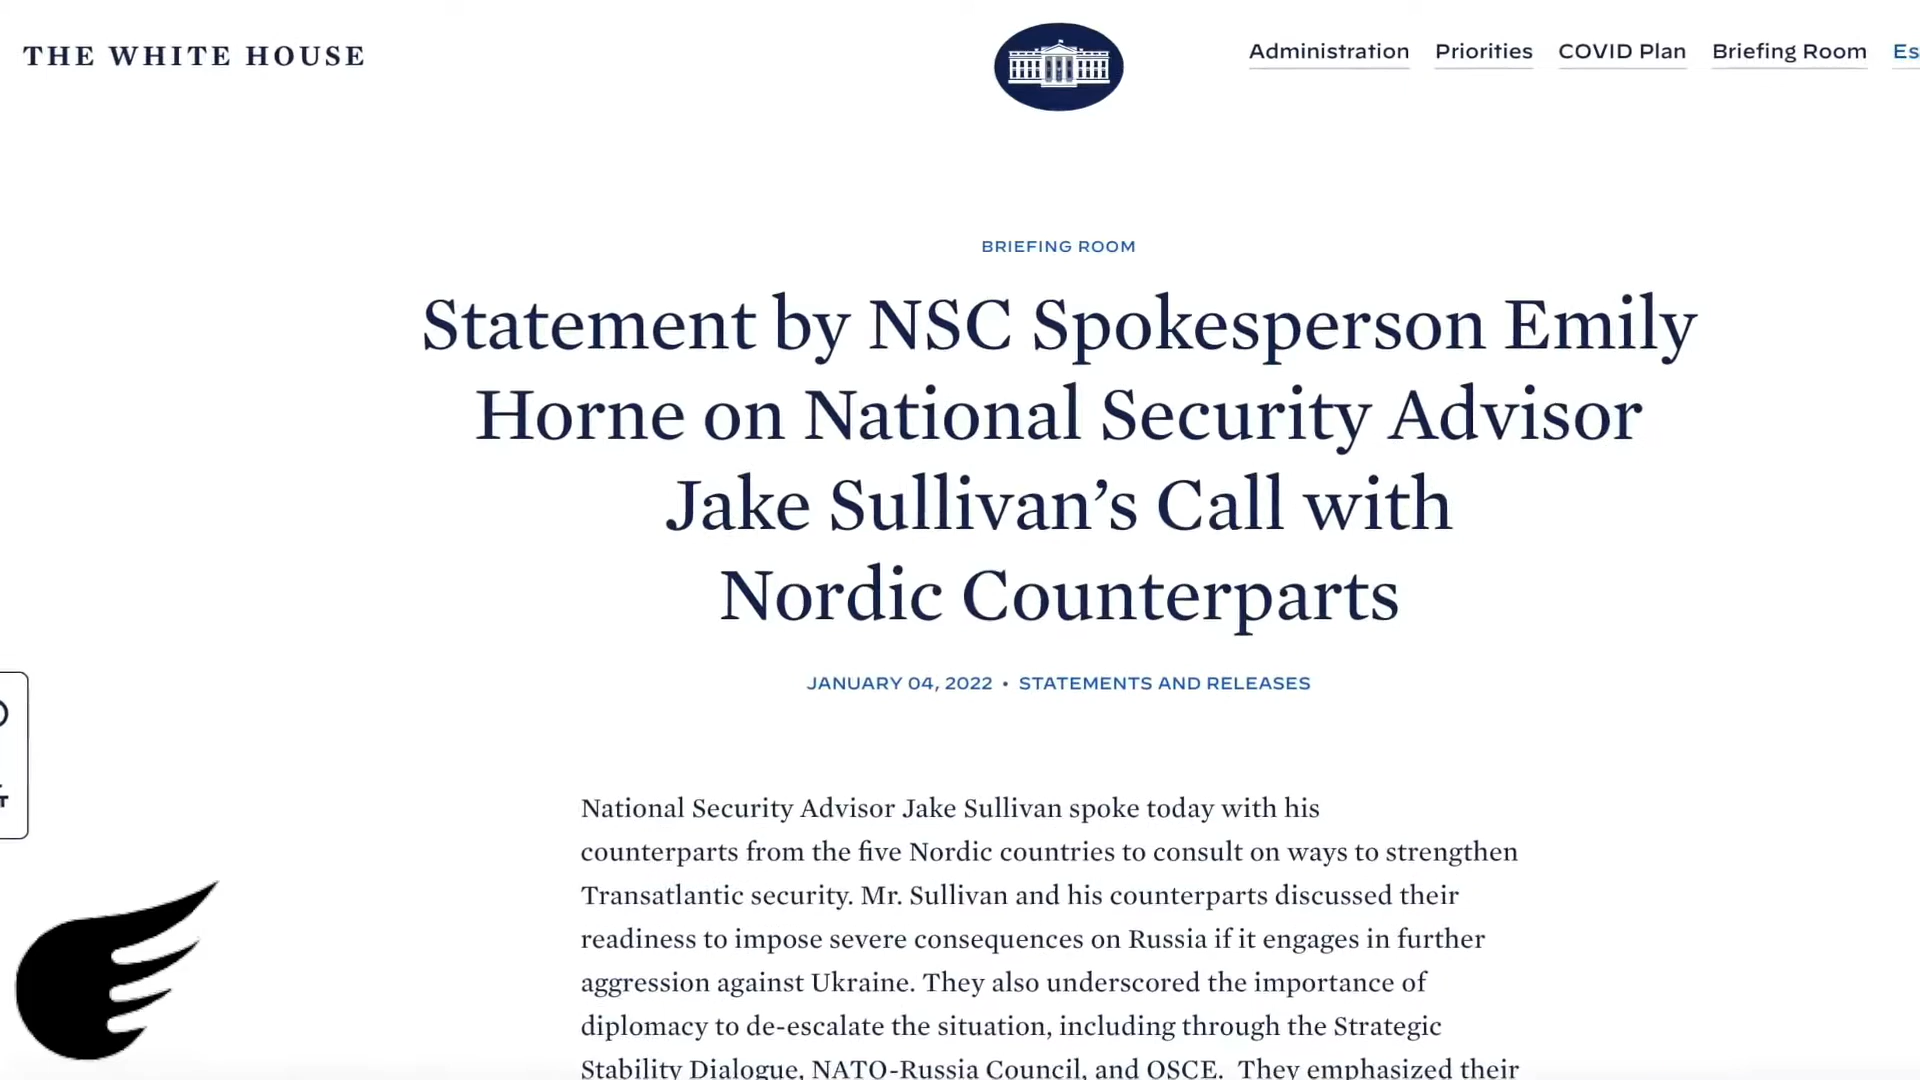 THE WHITE HOUSE
Administration Priorities COVID Plan Briefing Room Es
BRIEFING ROOM
Statement by NSC Spokesperson Emily
Horne on National Security Advisor
Jake Sullivan’s Call with
Nordic Counterparts
JANUARY 04, 2022 • STATEMENTS AND RELEASES
National Security Advisor Jake Sullivan spoke today with his
counterparts from the five Nordic countries to consult on ways to strengthen
Transatlantic security. Mr. Sullivan and his counterparts discussed their
readiness to impose severe consequences on Russia if it engages in further
aggression against Ukraine. They also underscored the importance of
diplomacy to de-escalate the situation, including through the Strategic
Stability Dialogue, NATO-Russia Council, and OSCE.  They emphasized their